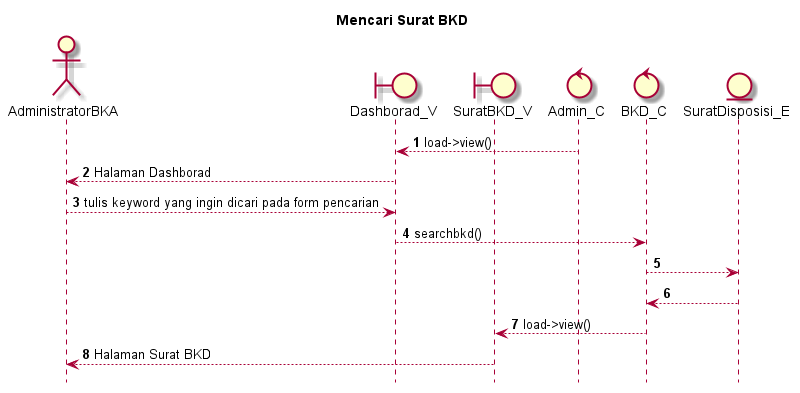 Mencari Surat BKD
AdministratorBKA
Dashborad_V
SuratBKD_V
Admin_C
BKD_C
SuratDisposisi_E
1 load->view()
2 Halaman Dashborad
3 tulis keyword yang ingin dicari pada form pencarian
4 searchbkd()
5
6
7 load->view()
8 Halaman Surat BKD